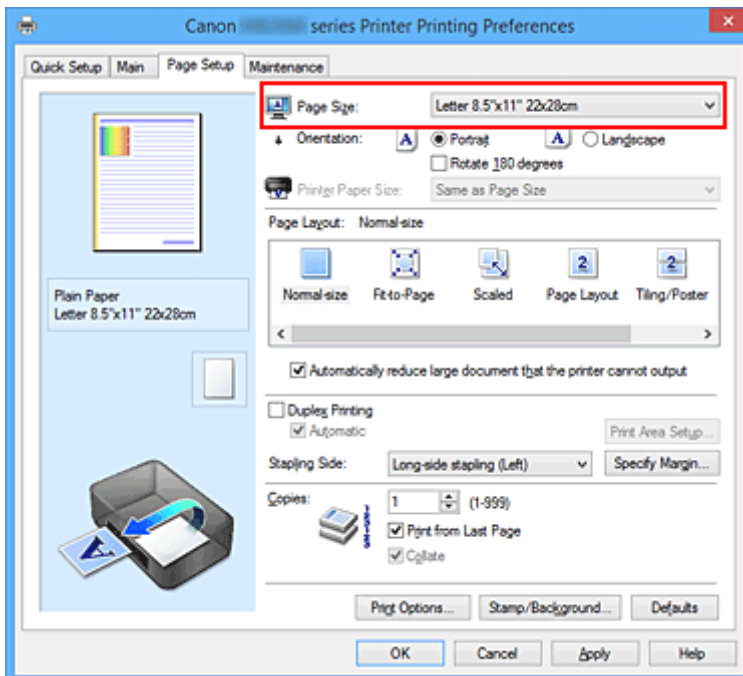 Canon series Printer Printing Preferences
Quick Setup Main Page Setup Maintenance
Page Size: Letter 8.5"x11" 22x28cm
Orientation: A Portrait A Landscape
Rotate 180 degrees
Printer Paper Size: Same as Page Size
Page Layout: Normal-size
2 2
Normal-size Fit-to-Page Scaled Page Layout Tiling/Poster
Plain Paper
Letter 8.5"x11" 22x28cm
Automatically reduce large document that the printer cannot output
Duplex Printing
Automatic
Print Area Setup...
Stapling Side: Long-side stapling (Left) Specify Margin...
Copies: 1 (1-999)
Print from Last Page
Collate
A
Print Options... Stamp/Background... Defaults
OK Cancel Apply Help